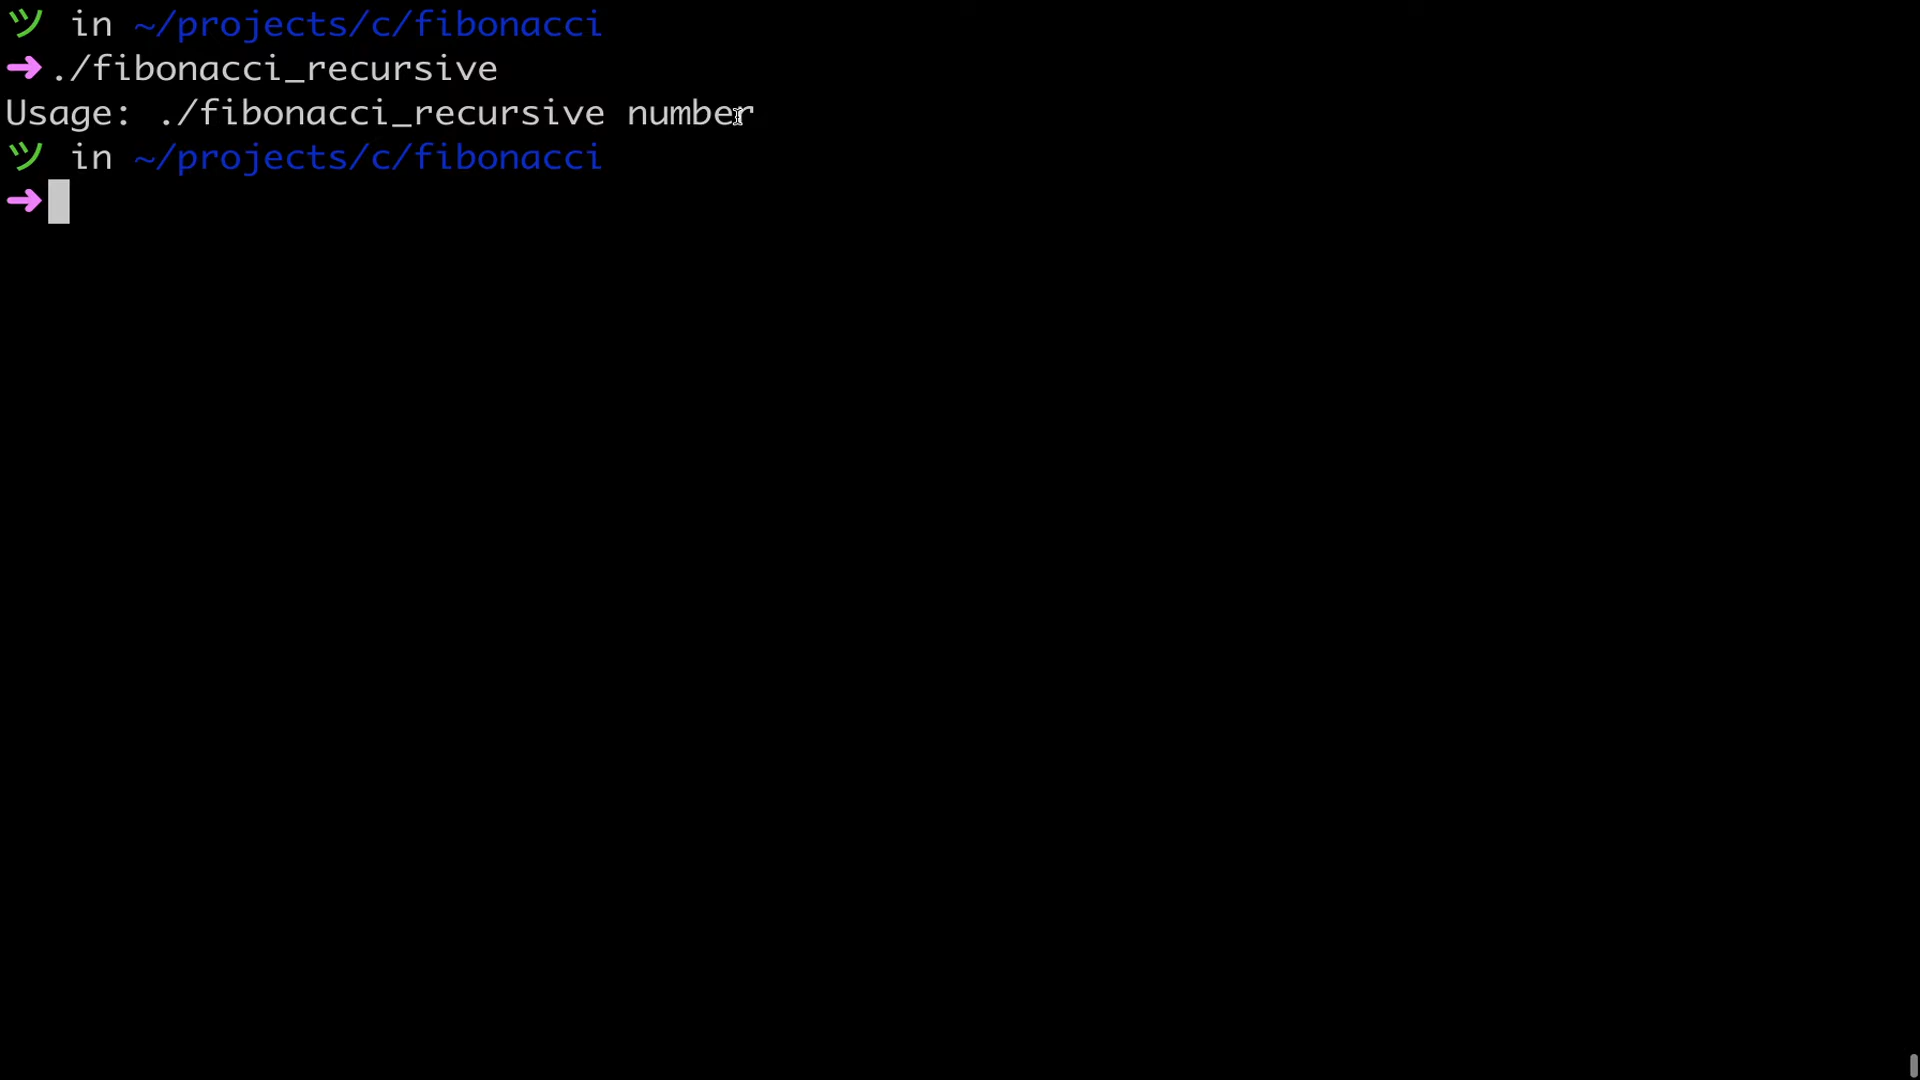 ツ in ~/projects/c/fibonacci
➜ ./fibonacci_recursive
Usage: ./fibonacci_recursive number
ツ in ~/projects/c/fibonacci
➜